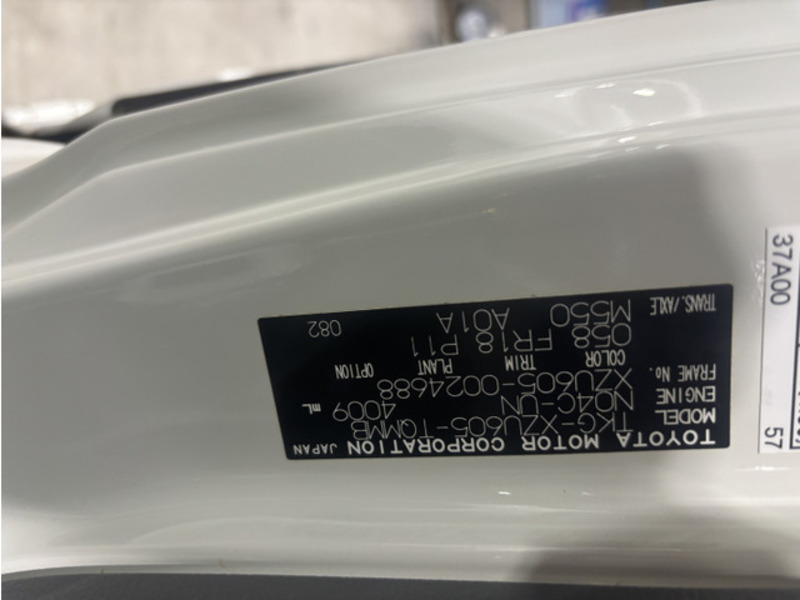 TOYOTA MOTOR CORPORATION JAPAN
MODEL TKG-XZU605-TQMMB
ENGINE N04C-UN 4009 mL
FRAME No. XZU605-0024688
COLOR TRIM PLANT OPTION
058 FR18 P11
TRANS./AXLE M550 A01A 082
37A00
57